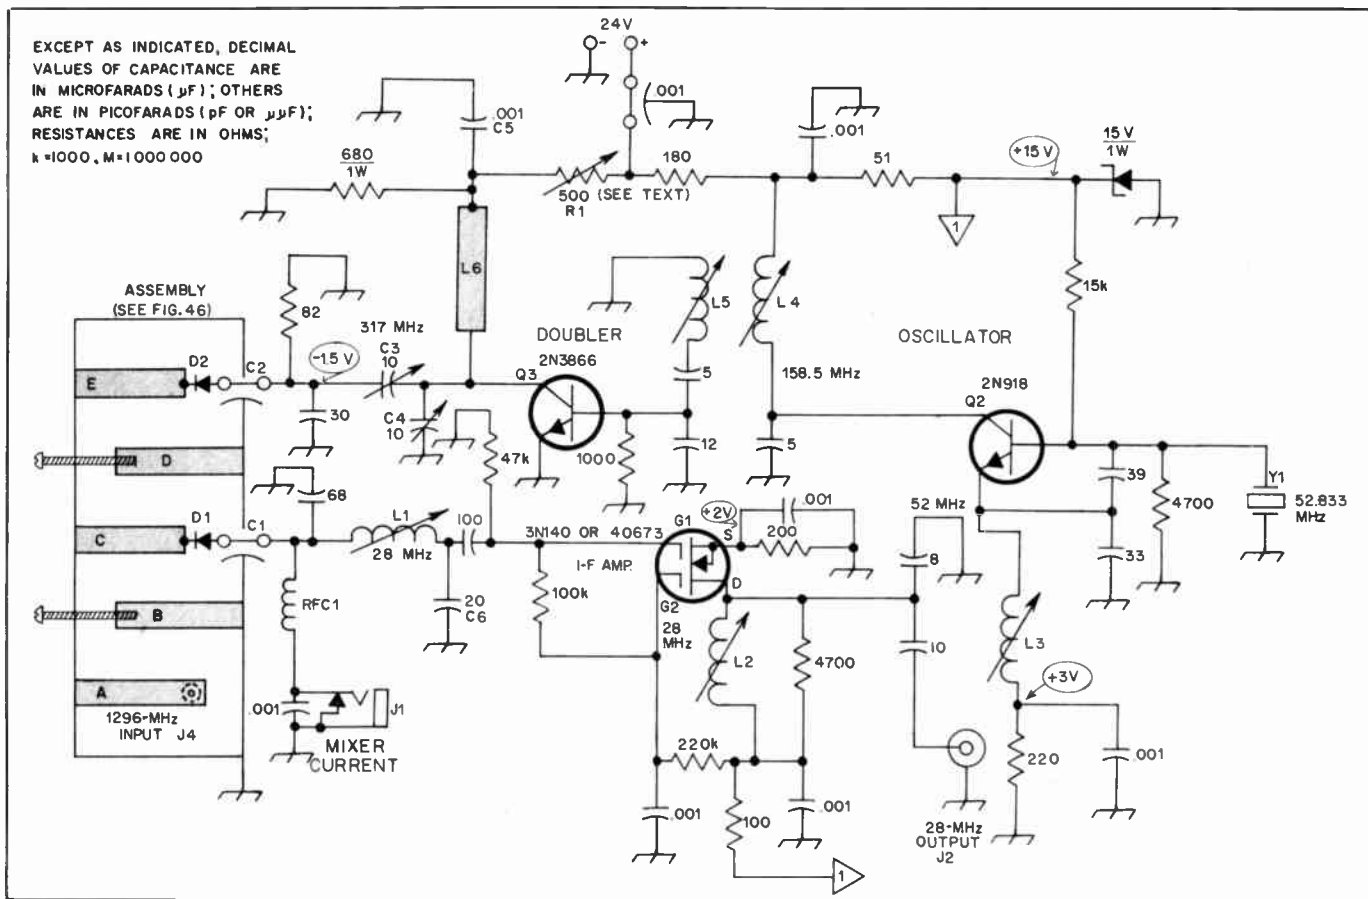 EXCEPT AS INDICATED, DECIMAL
VALUES OF CAPACITANCE ARE
IN MICROFARADS (µF); OTHERS
ARE IN PICOFARADS (pF OR µµF);
RESISTANCES ARE IN OHMS;
k=1000, M=1000 000
24V
-
+
.001
.001
C5
680
1W
500 (SEE TEXT)
R1
180
.001
51
+15 V
15 V
1W
1
15k
L6
L5
L4
ASSEMBLY
(SEE FIG. 46)
82
317 MHz
DOUBLER
2N3866
OSCILLATOR
2N918
158.5 MHz
E
D2
C2
-1.5 V
C3
10
Q3
5
Q2
30
C4
10
12
5
D
47k
1000
39
Y1
52.833
MHz
4700
68
C
D1
C1
L1
28 MHz
100
3N140 OR 40673
I-F AMP.
G1
+2V
S
.001
200
52 MHz
8
33
RFC1
20
C6
100k
G2
D
28
MHz
B
L2
4700
10
L3
+3V
A
1296-MHz
INPUT J4
.001
J1
MIXER
CURRENT
220k
220
.001
.001
100
.001
28-MHz
OUTPUT
J2
1